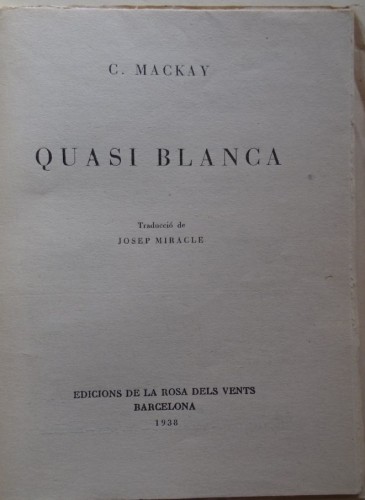 C. MACKAY
QUASI BLANCA
Traducció de
JOSEP MIRACLE
EDICIONS DE LA ROSA DELS VENTS
BARCELONA
1938